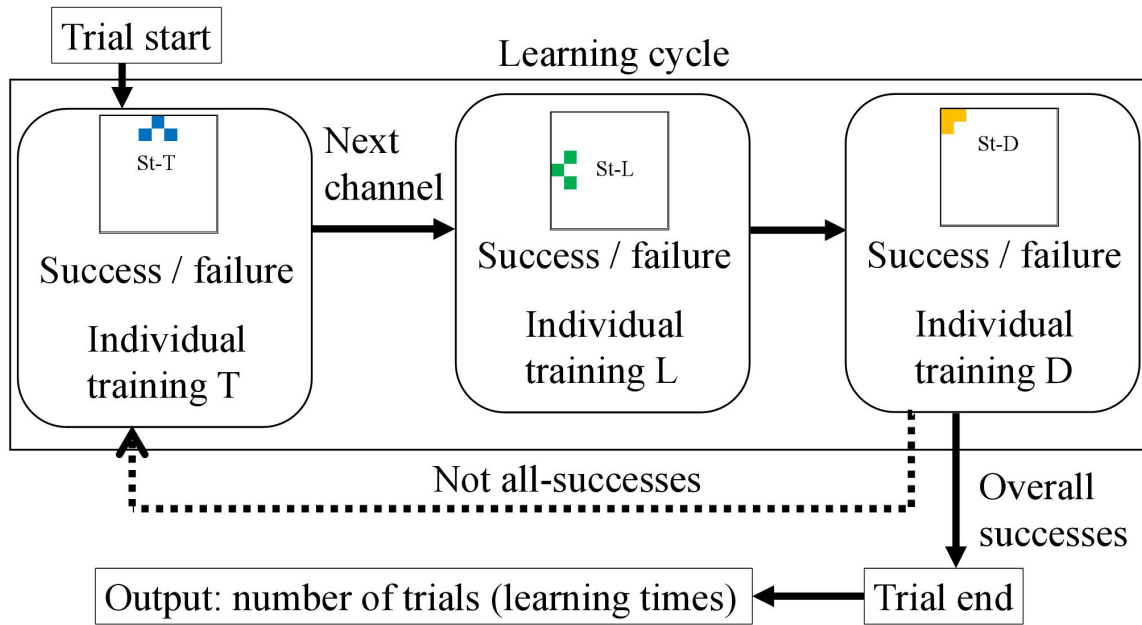 Trial start
Learning cycle
St-T
Success / failure
Individual
training T
Next
channel
St-L
Success / failure
Individual
training L
St-D
Success / failure
Individual
training D
Not all-successes
Overall
successes
Trial end
Output: number of trials (learning times)